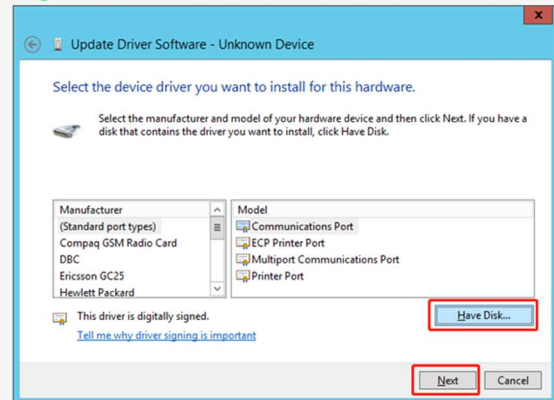 x
Update Driver Software - Unknown Device
Select the device driver you want to install for this hardware.
Select the manufacturer and model of your hardware device and then click Next. If you have a
disk that contains the driver you want to install, click Have Disk.
Manufacturer
(Standard port types)
Compaq GSM Radio Card
DBC
Ericsson GC25
Hewlett Packard
Model
Communications Port
ECP Printer Port
Multiport Communications Port
Printer Port
This driver is digitally signed.
Tell me why driver signing is important
Have Disk...
Next
Cancel